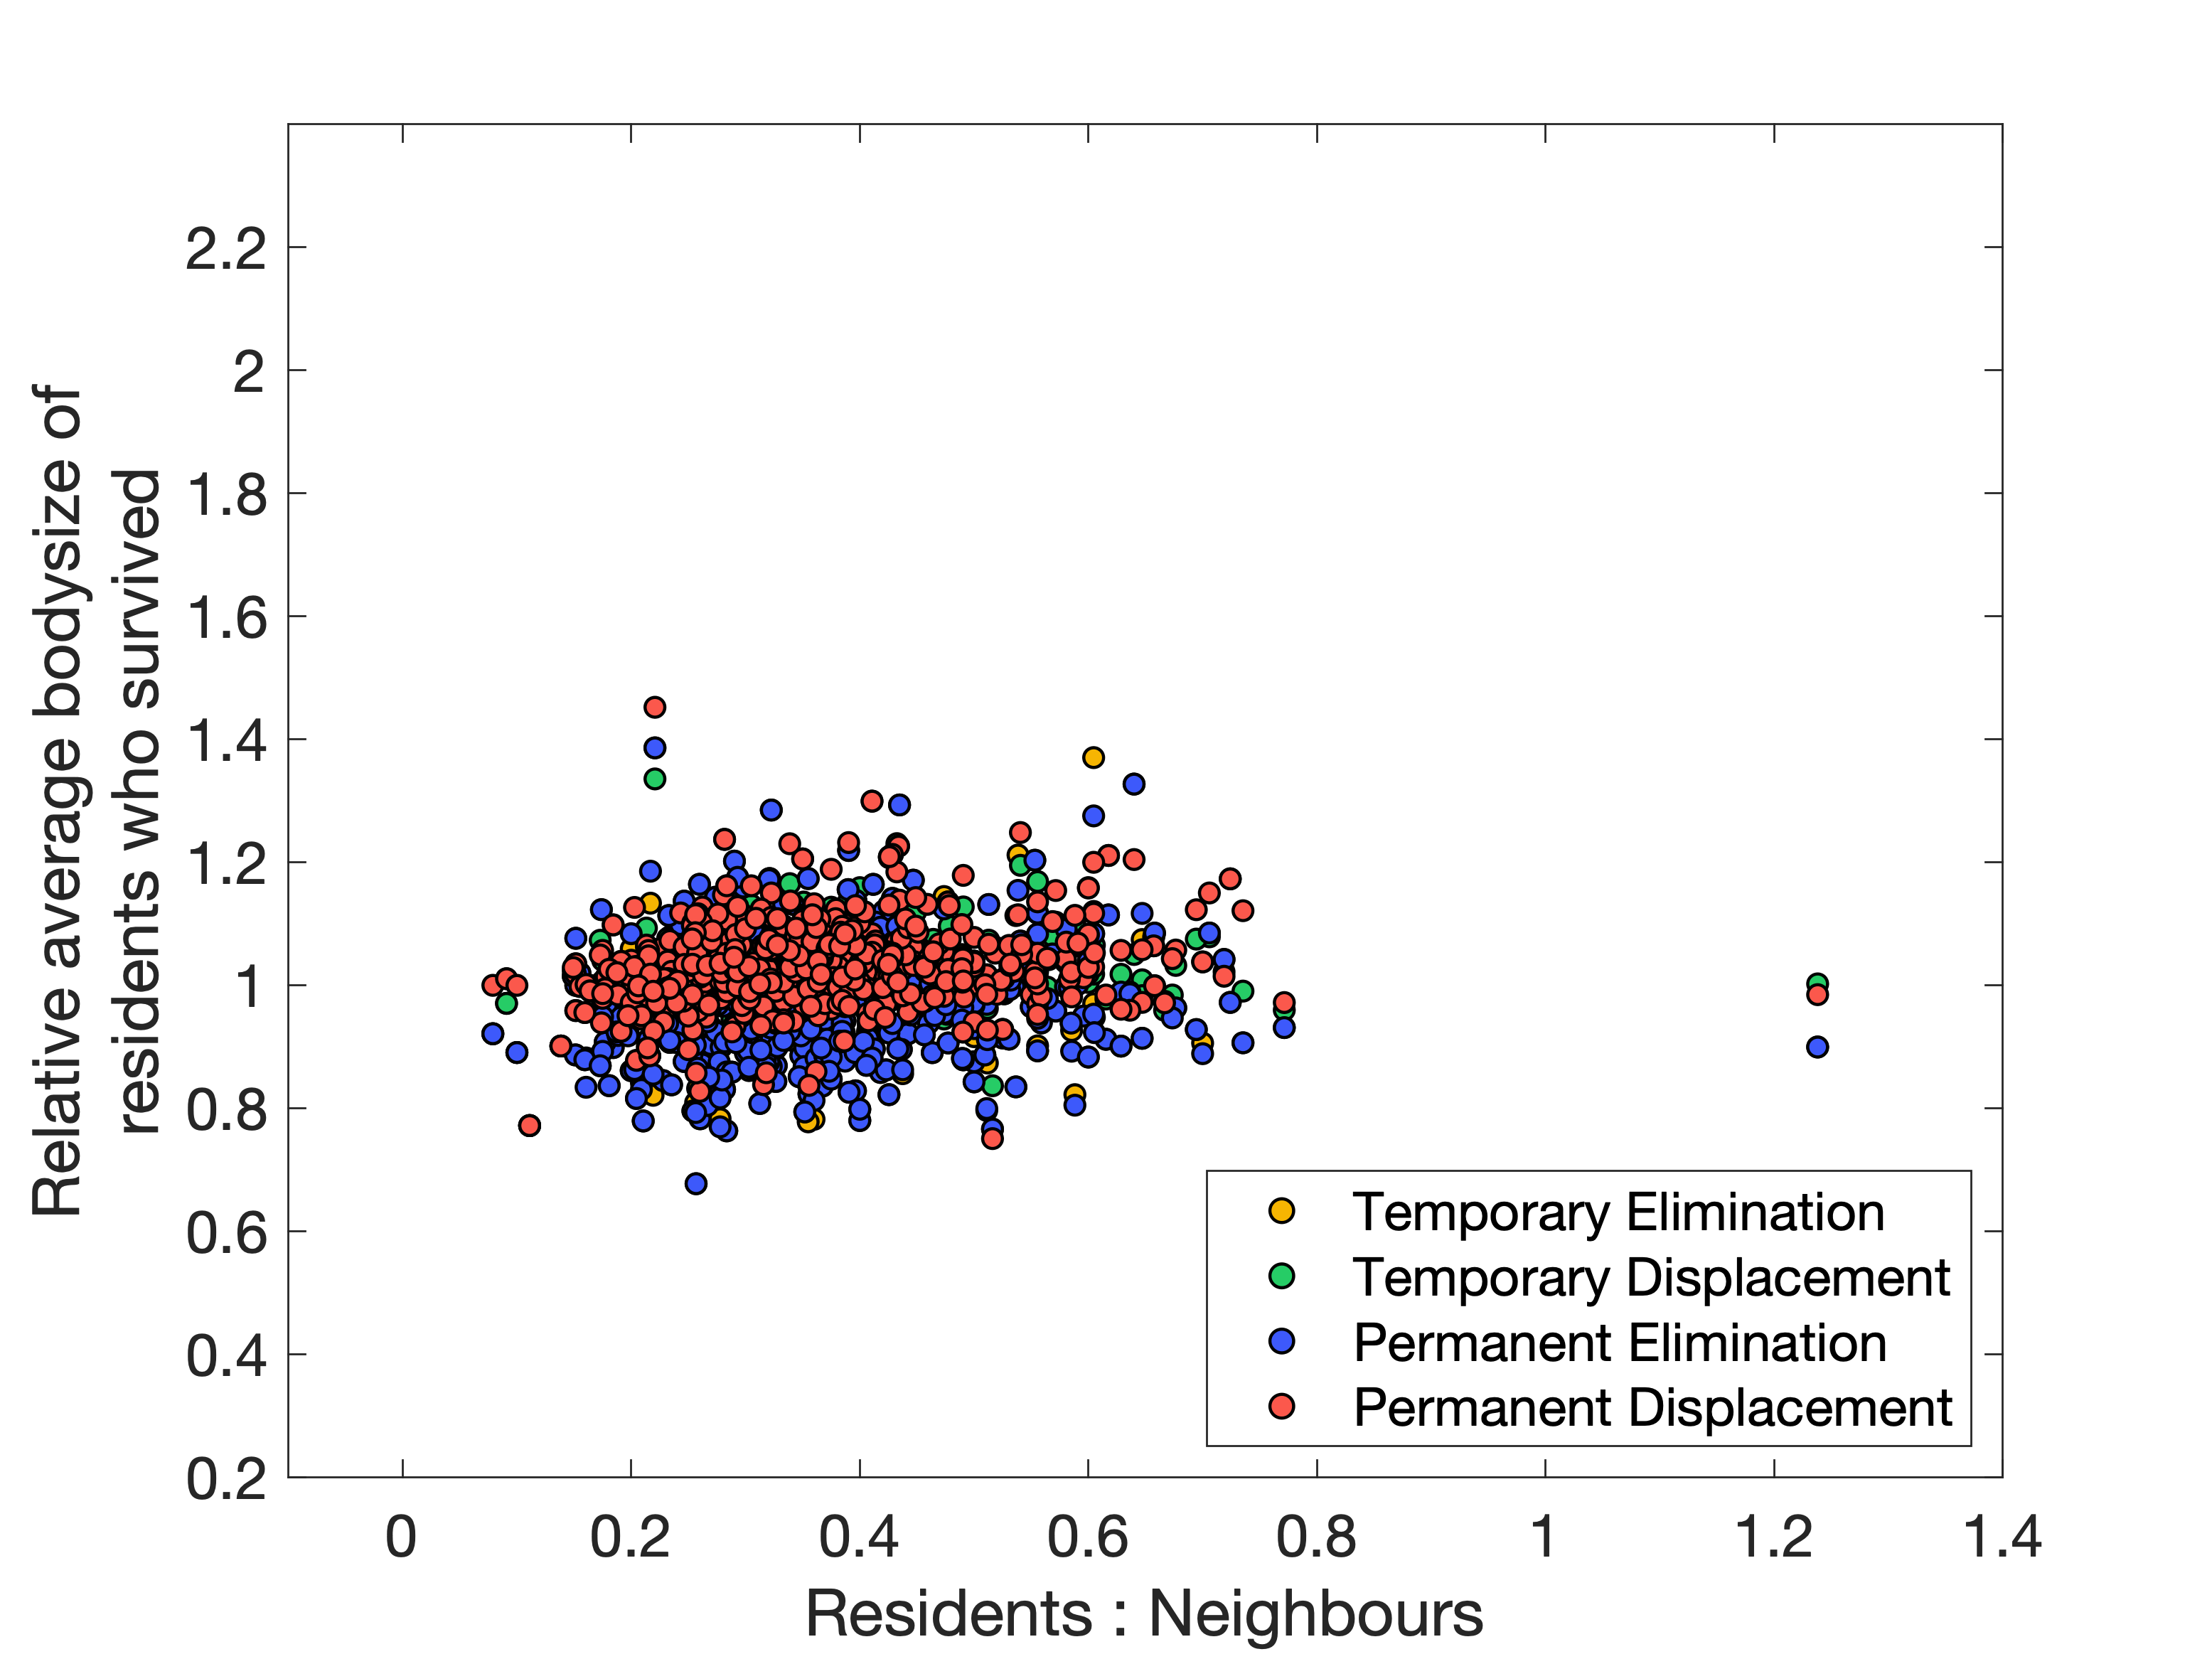 Relative average bodysize of
residents who survived
2.2
2
1.8
1.6
1.4
1.2
1
0.8
0.6
0.4
0.2
0
0.2
0.4
0.6
0.8
1
1.2
1.4
Residents : Neighbours
Temporary Elimination
Temporary Displacement
Permanent Elimination
Permanent Displacement